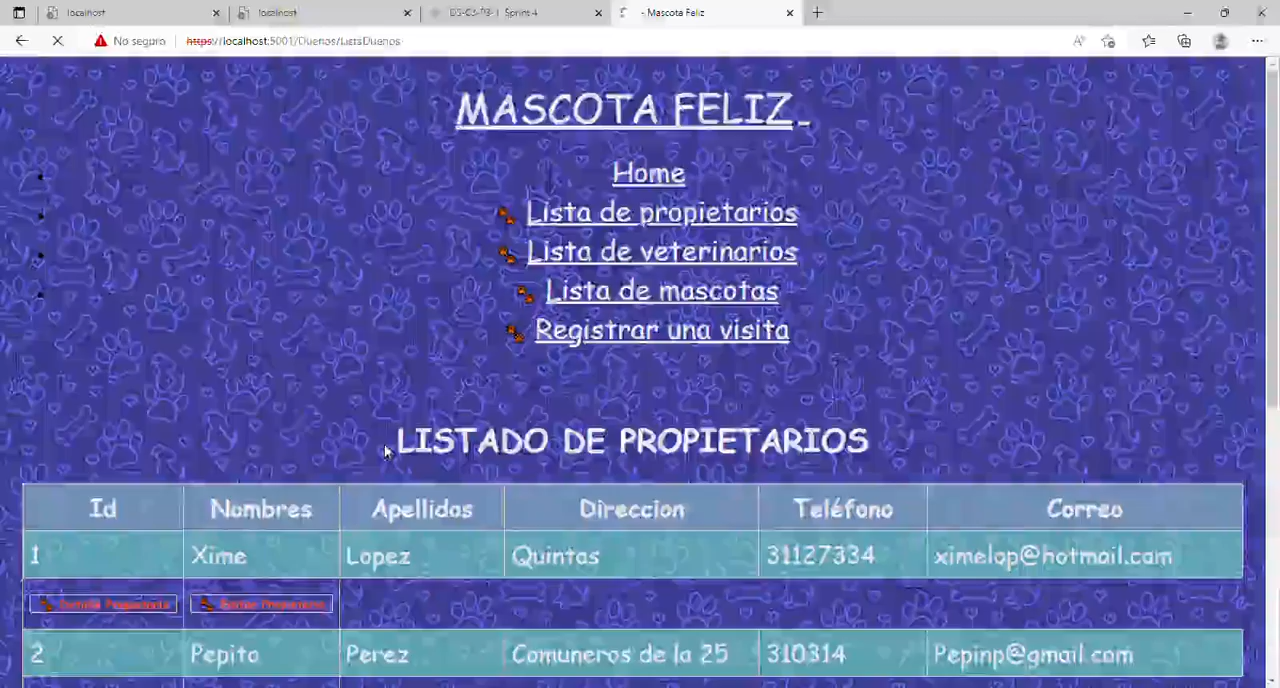 localhost
localhost
Sprint 4
- Mascota Feliz
No seguro
https://localhost:5001/Duenos/ListaDuenos
MASCOTA FELIZ
Home
Lista de propietarios
Lista de veterinarios
Lista de mascotas
Registrar una visita
LISTADO DE PROPIETARIOS
Id Nombres Apellidos Direccion Teléfono Correo
1 Xime Lopez Quintas 31127334 ximelop@hotmail.com
Propietario Propietario
2 Pepito Perez Comuneros de la 25 310314 Pepinp@gmail.com